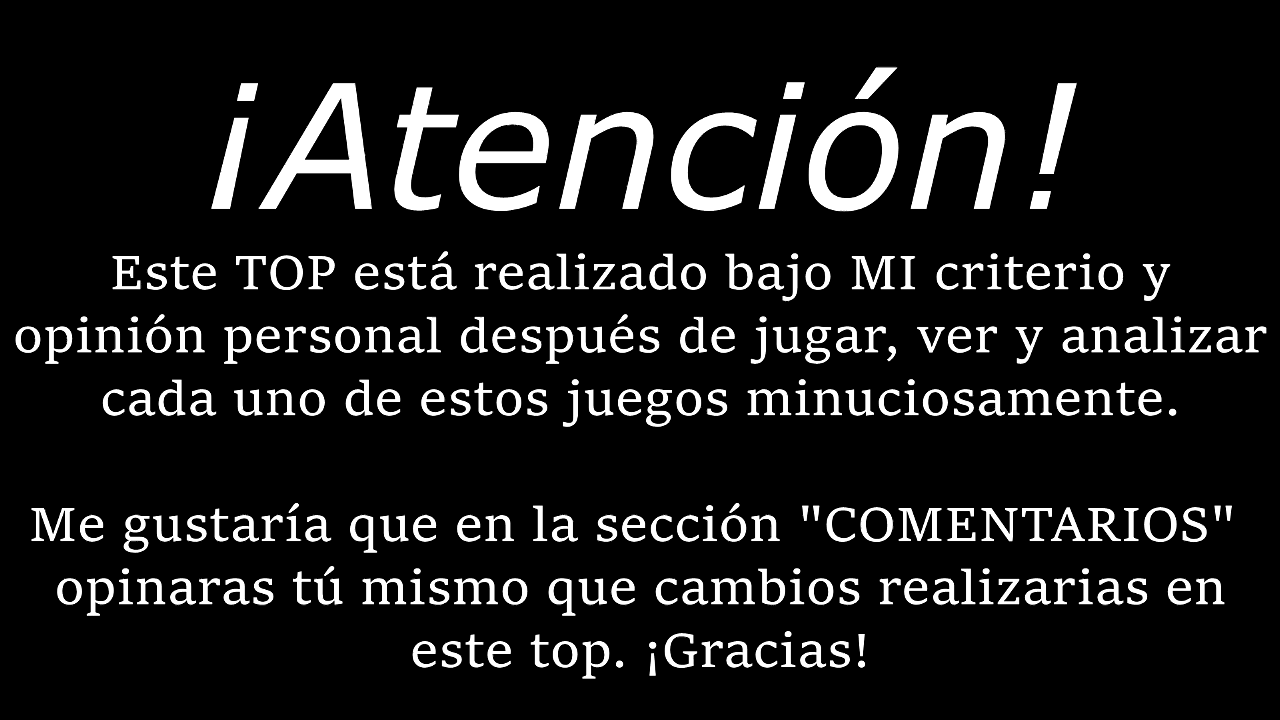 ¡Atención!
Este TOP está realizado bajo MI criterio y
opinión personal después de jugar, ver y analizar
cada uno de estos juegos minuciosamente.
Me gustaría que en la sección "COMENTARIOS"
opinaras tú mismo que cambios realizarias en
este top. ¡Gracias!